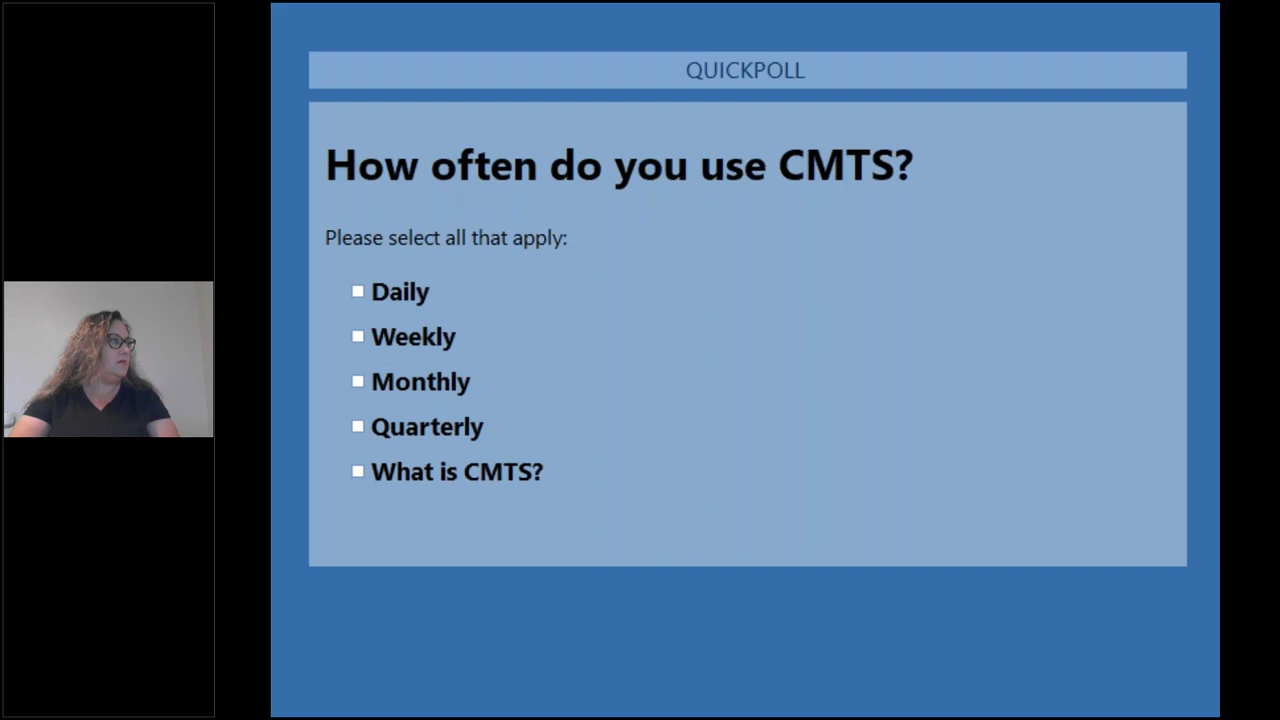 QUICKPOLL
How often do you use CMTS?
Please select all that apply:
Daily
Weekly
Monthly
Quarterly
What is CMTS?